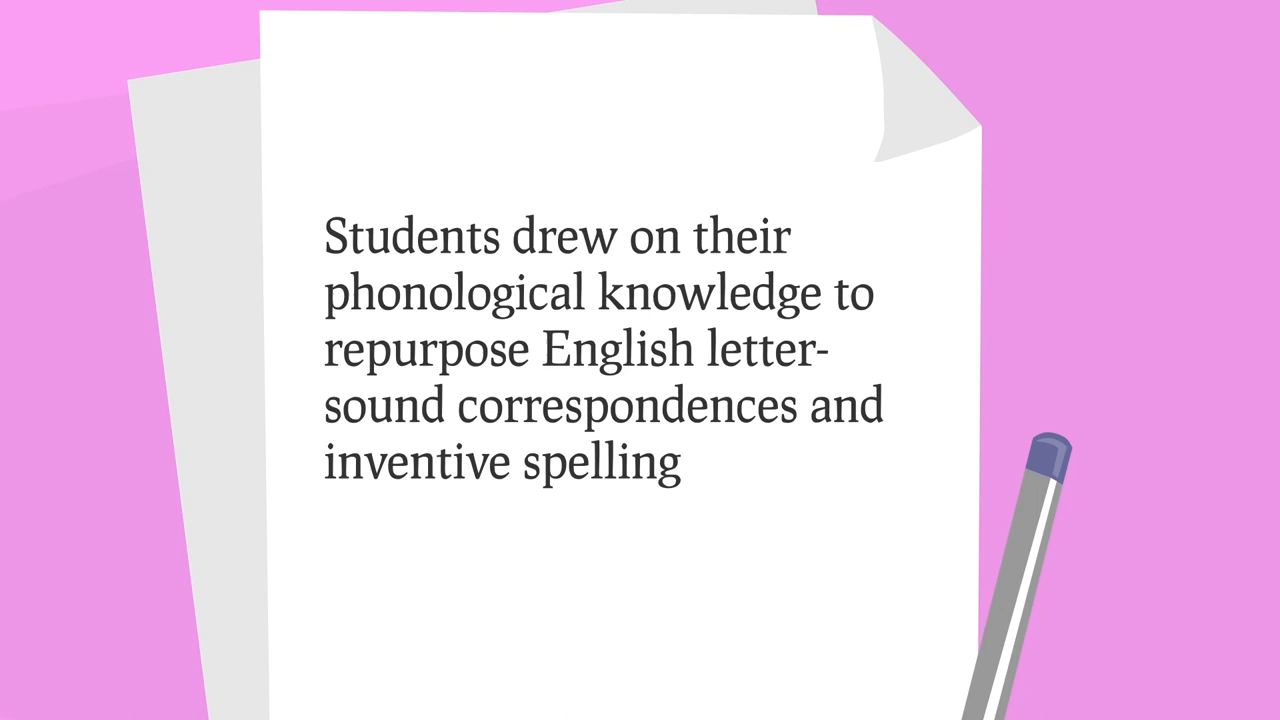 Students drew on their
phonological knowledge to
repurpose English letter-
sound correspondences and
inventive spelling